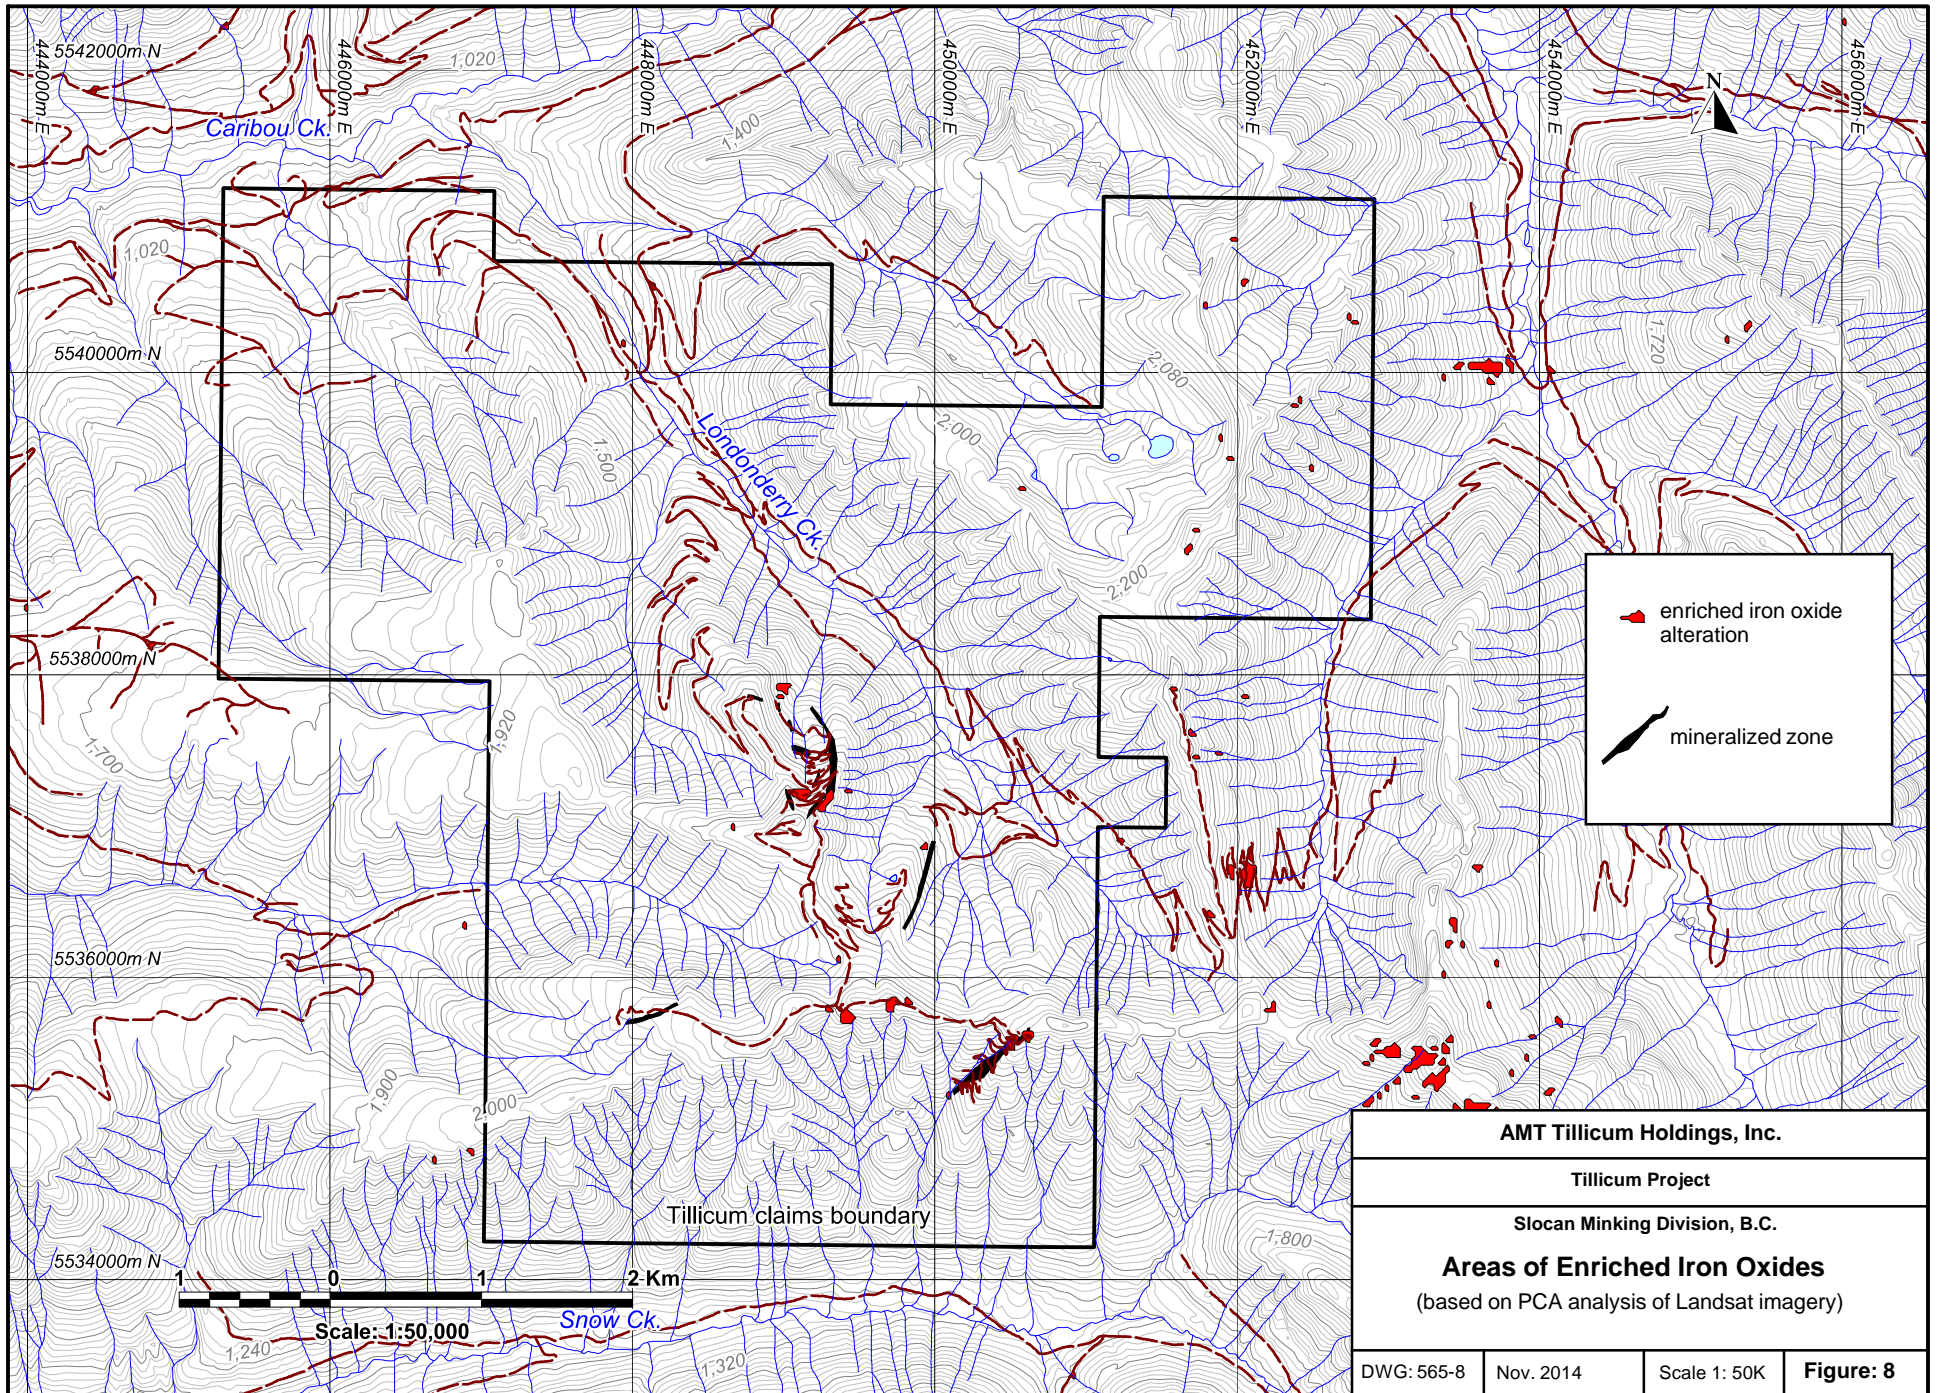 5542000m N
444000m E
446000m E
448000m E
450000m E
452000m E
454000m E
456000m E
N
1,020
Caribou Ck.
1,400
1,020
5540000m N
2,080
1,720
Londonderry Ck.
2,000
1,500
2,200
enriched iron oxide
alteration
5538000m N
mineralized zone
1,920
1,700
5536000m N
1,900
2,000
Tillicum claims boundary
1,800
5534000m N
1 0 1 2 Km
Scale: 1:50,000
Snow Ck.
1,240
1,320
AMT Tillicum Holdings, Inc.
Tillicum Project
Slocan Minking Division, B.C.
Areas of Enriched Iron Oxides
(based on PCA analysis of Landsat imagery)
DWG: 565-8
Nov. 2014
Scale 1: 50K
Figure: 8